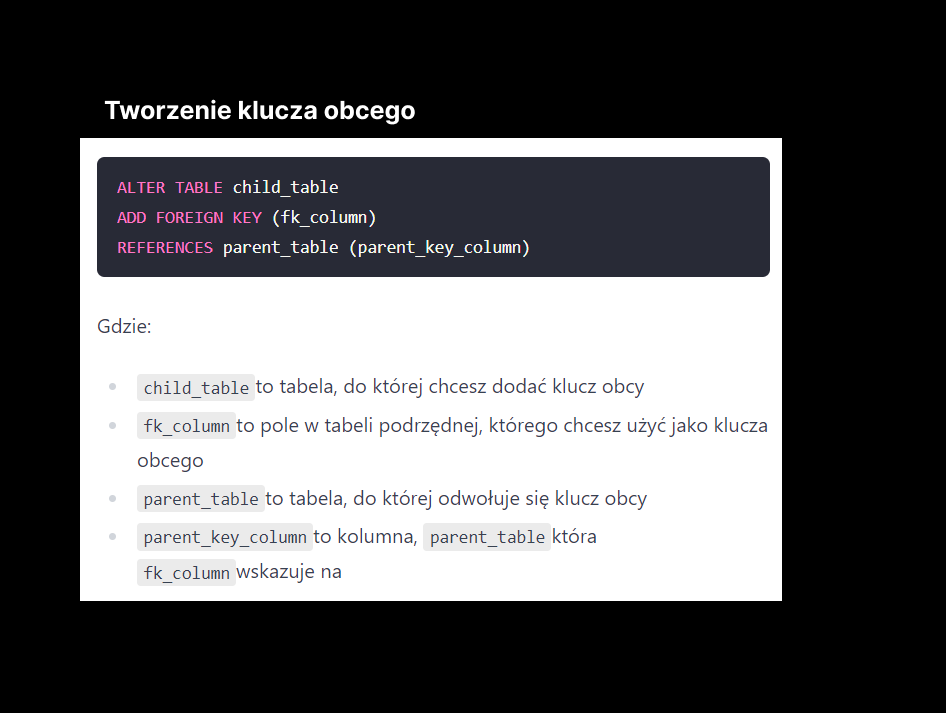 Tworzenie klucza obcego
ALTER TABLE child_table
ADD FOREIGN KEY (fk_column)
REFERENCES parent_table (parent_key_column)
Gdzie:
child_table to tabela, do której chcesz dodać klucz obcy
fk_column to pole w tabeli podrzędnej, którego chcesz użyć jako klucza
obcego
parent_table to tabela, do której odwołuje się klucz obcy
parent_key_column to kolumna, parent_table która
fk_column wskazuje na